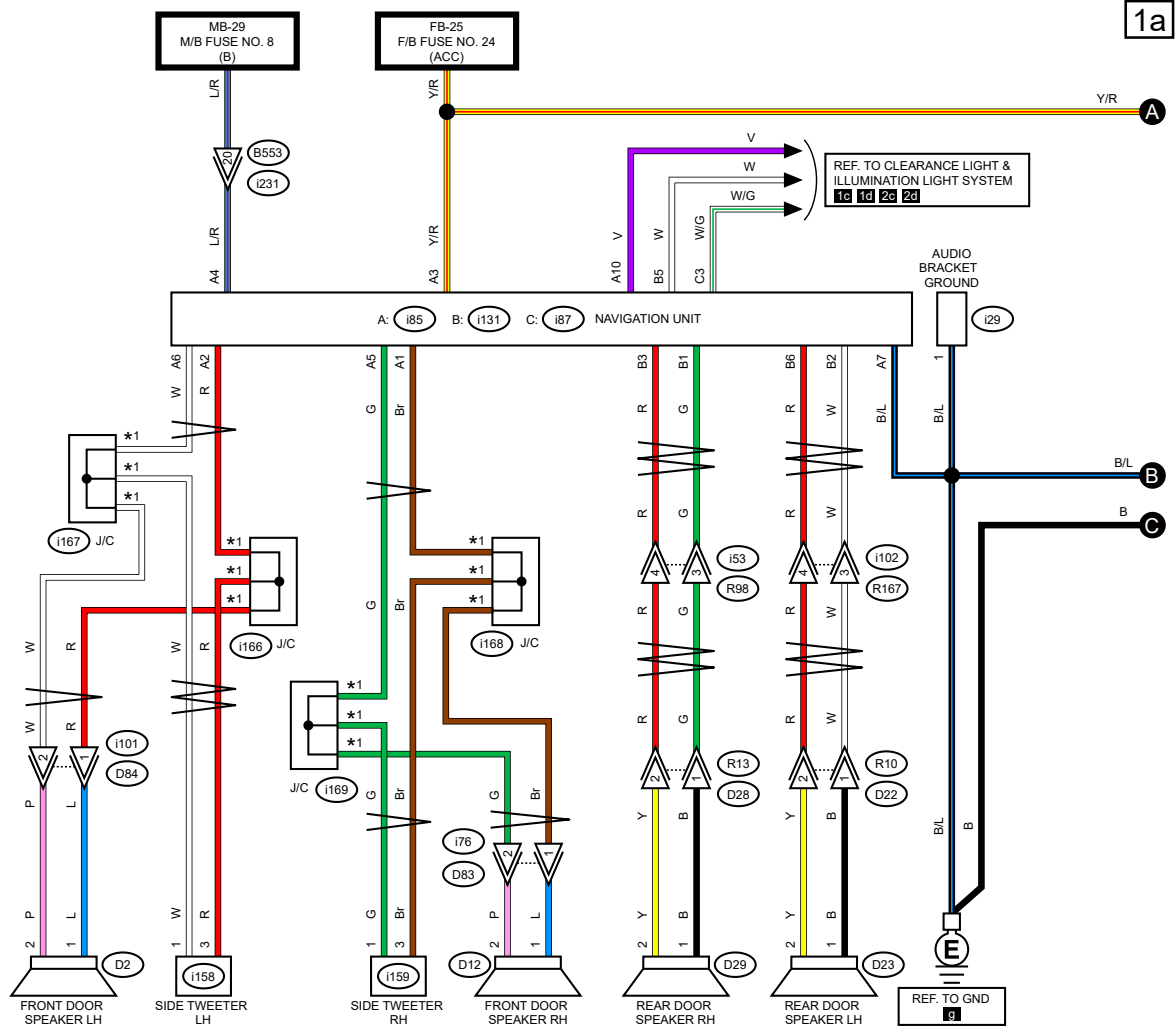 1a
MB-29
M/B FUSE NO. 8
(B)
FB-25
F/B FUSE NO. 24
(ACC)
L/R
Y/R
Y/R
A
20
B553
i231
V
W
W/G
REF. TO CLEARANCE LIGHT &
ILLUMINATION LIGHT SYSTEM
1c 1d 2c 2d
L/R
Y/R
V
W
W/G
A4
A3
A10
B5
C3
AUDIO
BRACKET
GROUND
A: i85 B: i131 C: i87 NAVIGATION UNIT
i29
A6
A2
A5
A1
B3
B1
B6
B2
A7
1
W
R
G
Br
R
G
R
W
B/L
B/L
*1
*1
*1
i167 J/C
B/L
B
B
C
R
G
R
W
*1
*1
*1
i166 J/C
*1
*1
*1
i168 J/C
4
3
i53
R98
4
3
i102
R167
W
R
W
R
G
Br
R
G
R
W
*1
*1
*1
J/C i169
W
R
R
G
R
W
2
1
i101
D84
2
1
R13
D28
2
1
R10
D22
P
L
G
Br
G
Br
Y
B
Y
B
B/L
B
i76
D83
2
1
P
L
W
R
G
Br
P
L
Y
B
Y
B
2
1
1
3
1
3
2
1
2
1
2
1
D2
i158
i159
D12
D29
D23
E
FRONT DOOR
SPEAKER LH
SIDE TWEETER
LH
SIDE TWEETER
RH
FRONT DOOR
SPEAKER RH
REAR DOOR
SPEAKER RH
REAR DOOR
SPEAKER LH
REF. TO GND
g